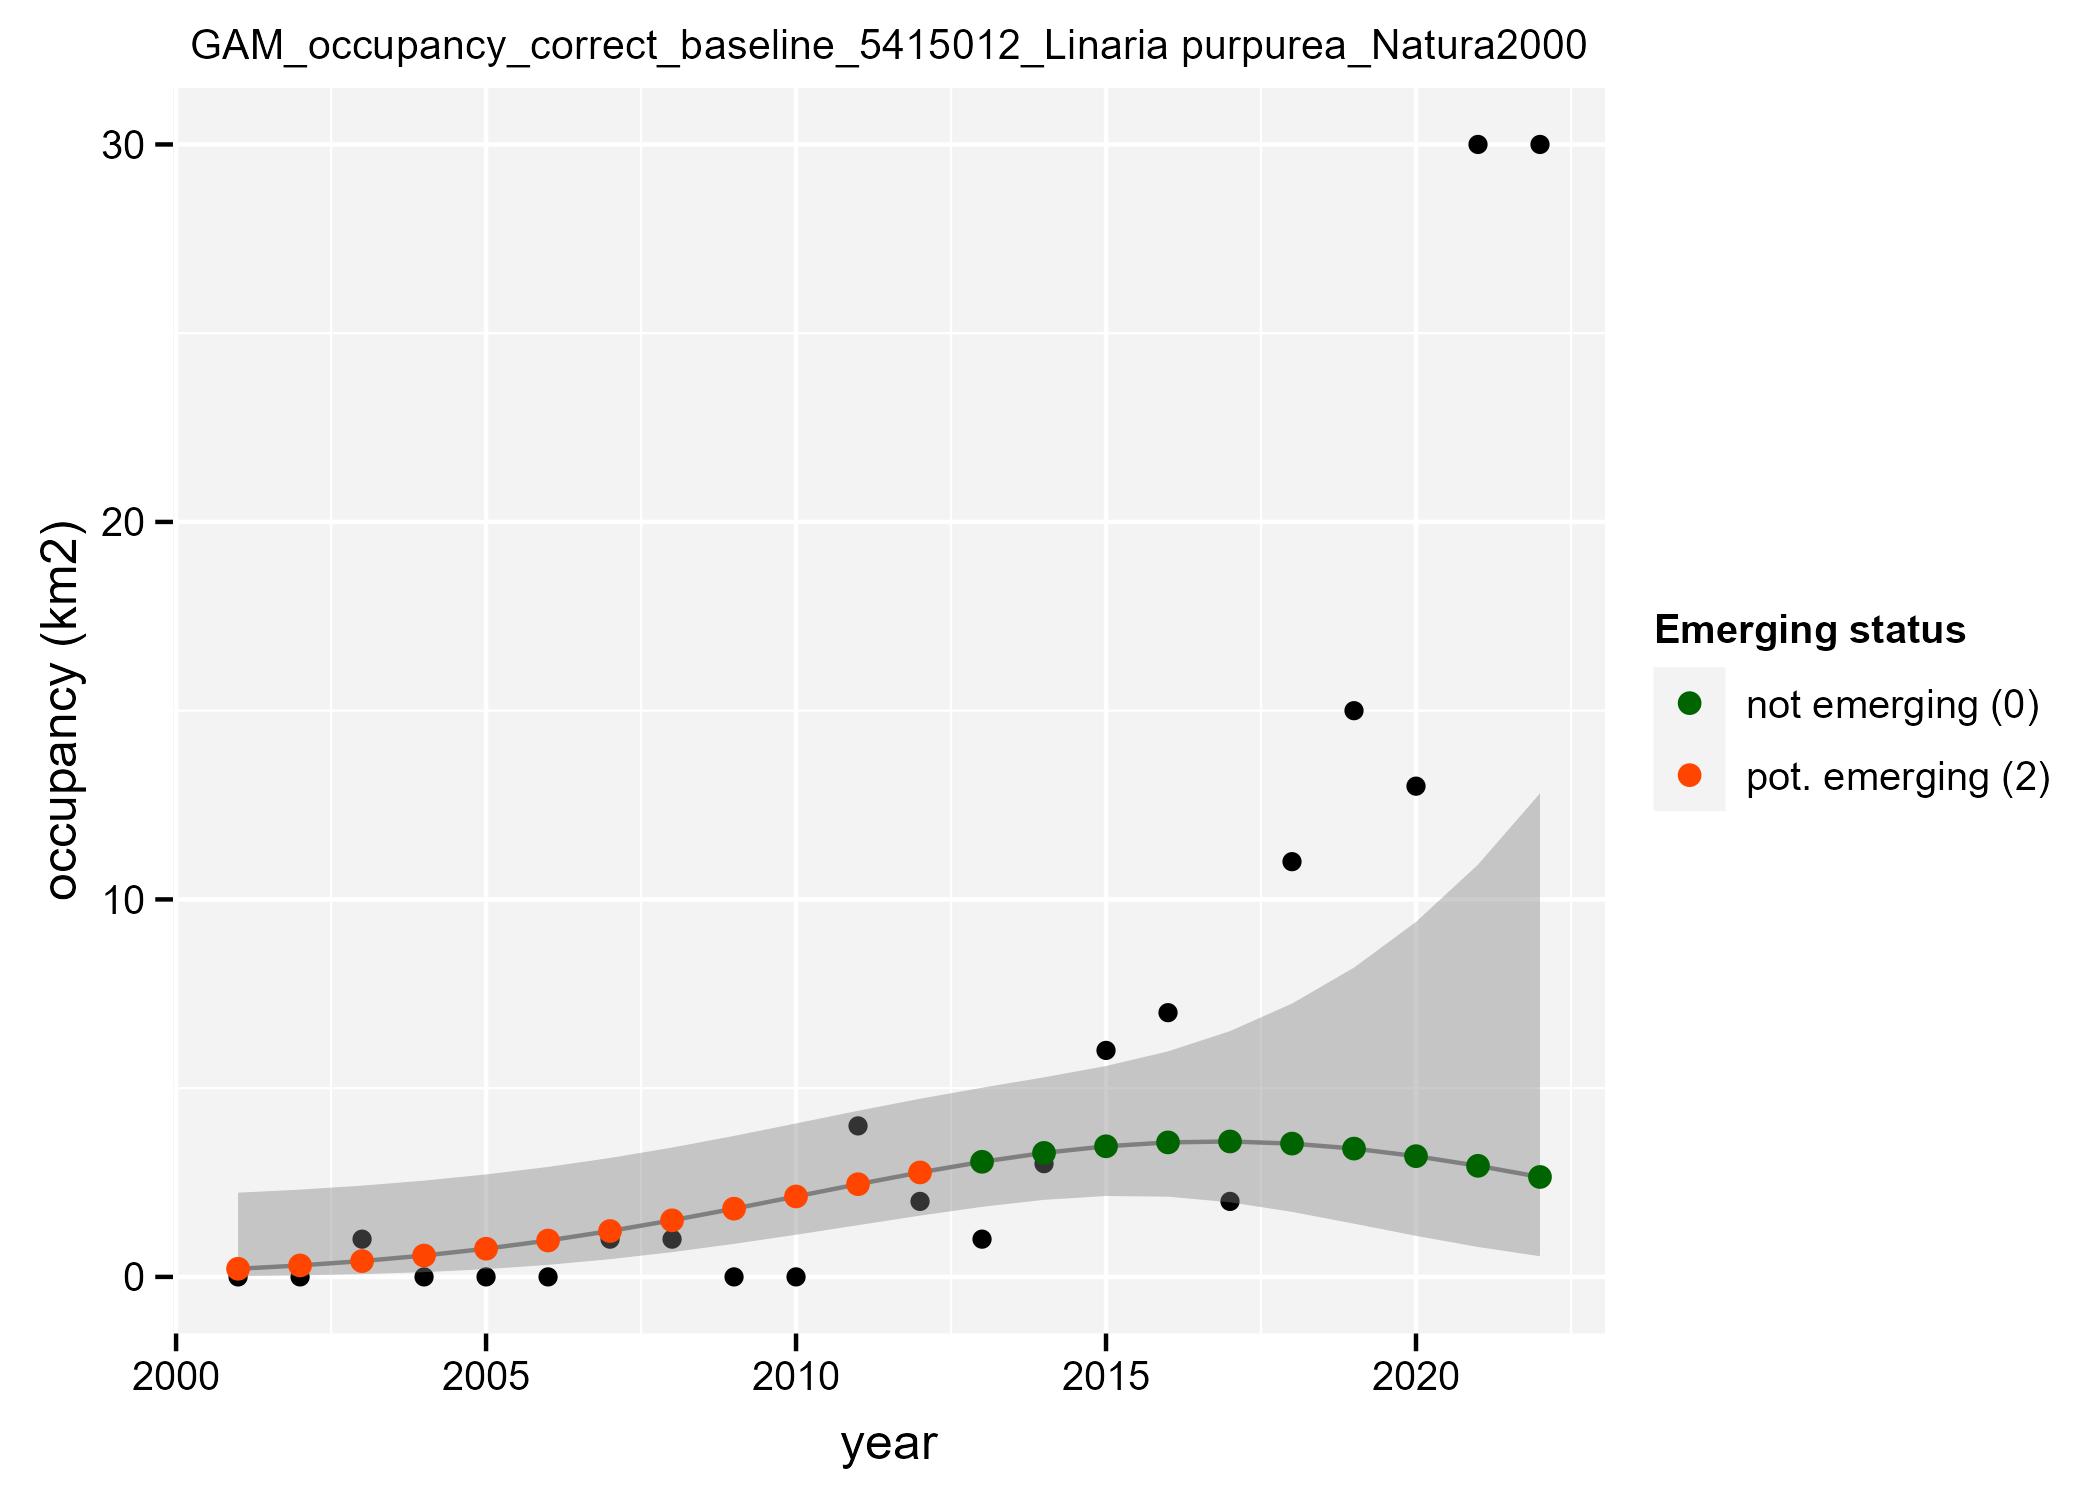 GAM_occupancy_correct_baseline_5415012_Linaria purpurea_Natura2000
30
20
10
0
occupancy (km2)
2000
2005
2010
2015
2020
year
Emerging status
not emerging (0)
pot. emerging (2)